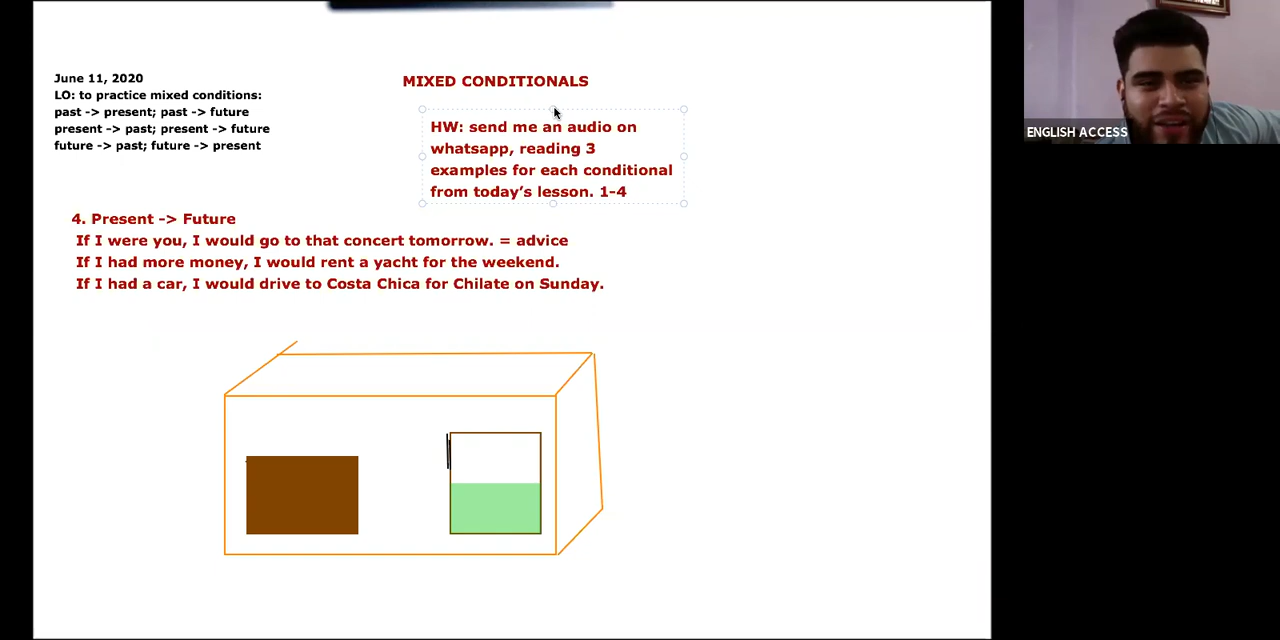 June 11, 2020
LO: to practice mixed conditions:
past -> present; past -> future
present -> past; present -> future
future -> past; future -> present
MIXED CONDITIONALS
HW: send me an audio on
whatsapp, reading 3
examples for each conditional
from today’s lesson. 1-4
4. Present -> Future
If I were you, I would go to that concert tomorrow. = advice
If I had more money, I would rent a yacht for the weekend.
If I had a car, I would drive to Costa Chica for Chilate on Sunday.
ENGLISH ACCESS